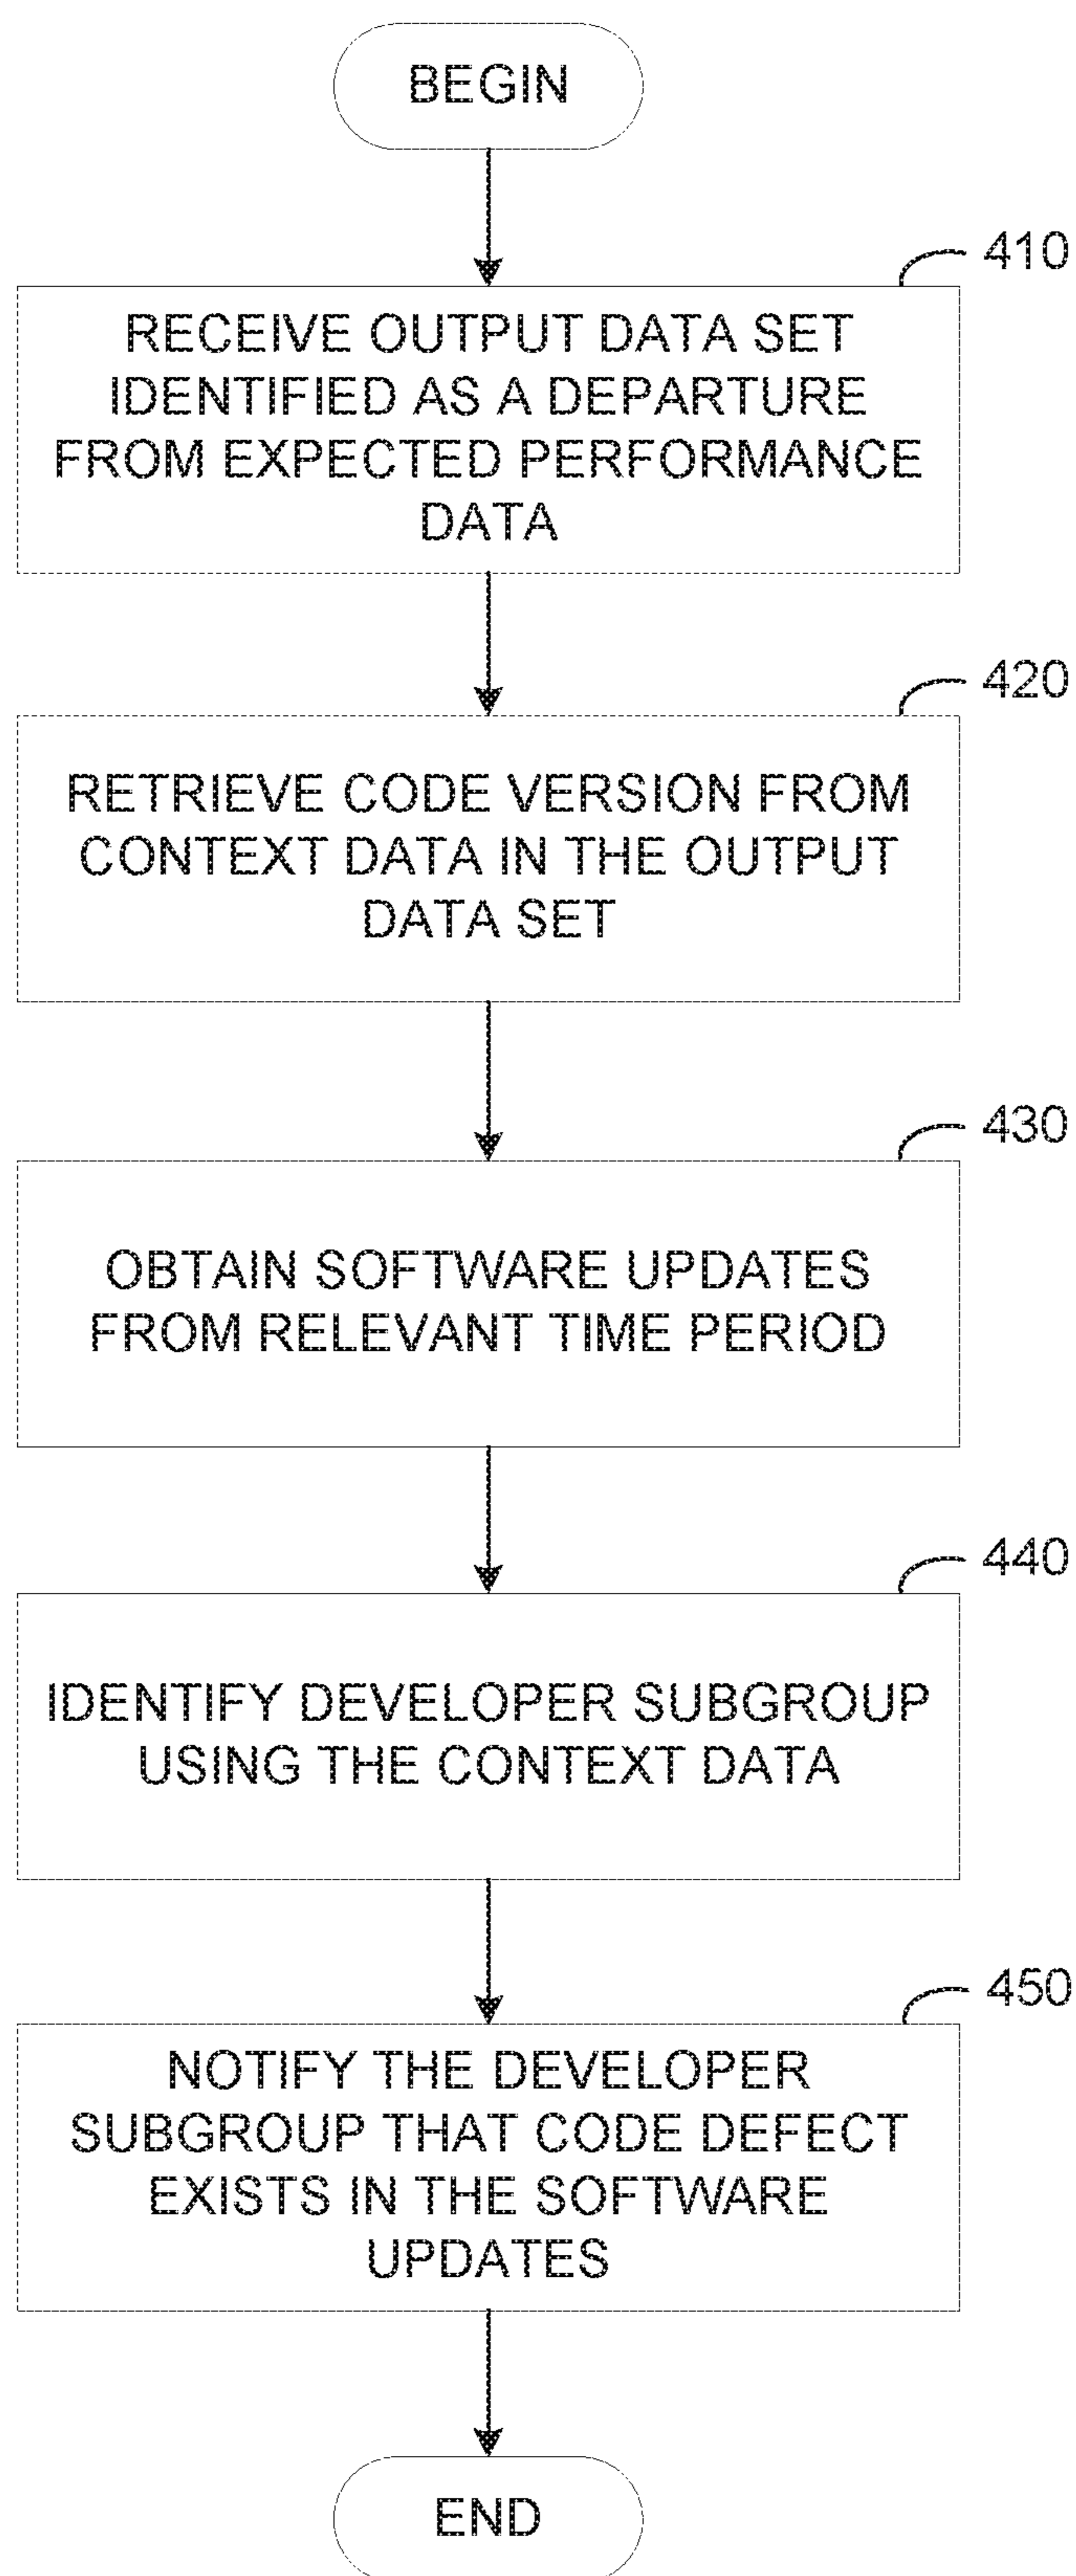 BEGIN
410
RECEIVE OUTPUT DATA SET
IDENTIFIED AS A DEPARTURE
FROM EXPECTED PERFORMANCE
DATA
420
RETRIEVE CODE VERSION FROM
CONTEXT DATA IN THE OUTPUT
DATA SET
430
OBTAIN SOFTWARE UPDATES
FROM RELEVANT TIME PERIOD
440
IDENTIFY DEVELOPER SUBGROUP
USING THE CONTEXT DATA
450
NOTIFY THE DEVELOPER
SUBGROUP THAT CODE DEFECT
EXISTS IN THE SOFTWARE
UPDATES
END